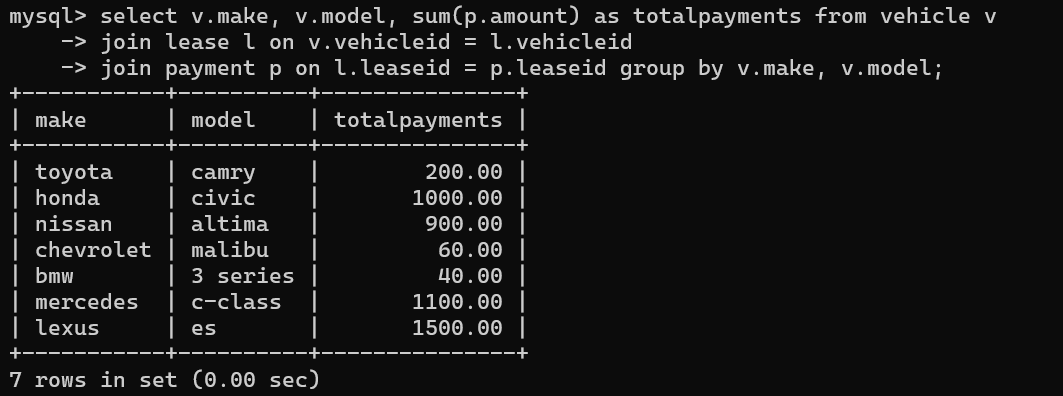 mysql> select v.make, v.model, sum(p.amount) as totalpayments from vehicle v
    -> join lease l on v.vehicleid = l.vehicleid
    -> join payment p on l.leaseid = p.leaseid group by v.make, v.model;
+-----------+----------+---------------+
| make      | model    | totalpayments |
+-----------+----------+---------------+
| toyota    | camry    |        200.00 |
| honda     | civic    |       1000.00 |
| nissan    | altima   |        900.00 |
| chevrolet | malibu   |         60.00 |
| bmw       | 3 series |         40.00 |
| mercedes  | c-class  |       1100.00 |
| lexus     | es       |       1500.00 |
+-----------+----------+---------------+
7 rows in set (0.00 sec)